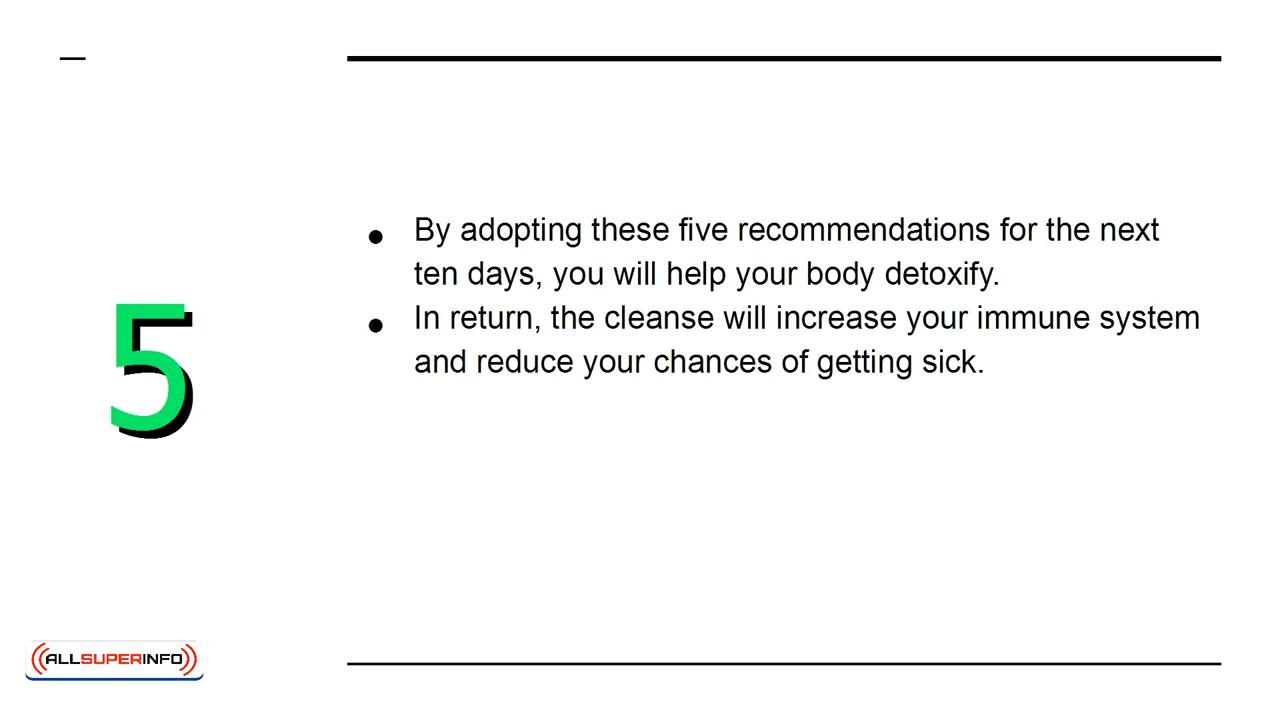 5
● By adopting these five recommendations for the next
ten days, you will help your body detoxify.
● In return, the cleanse will increase your immune system
and reduce your chances of getting sick.
ALLSUPERINFO